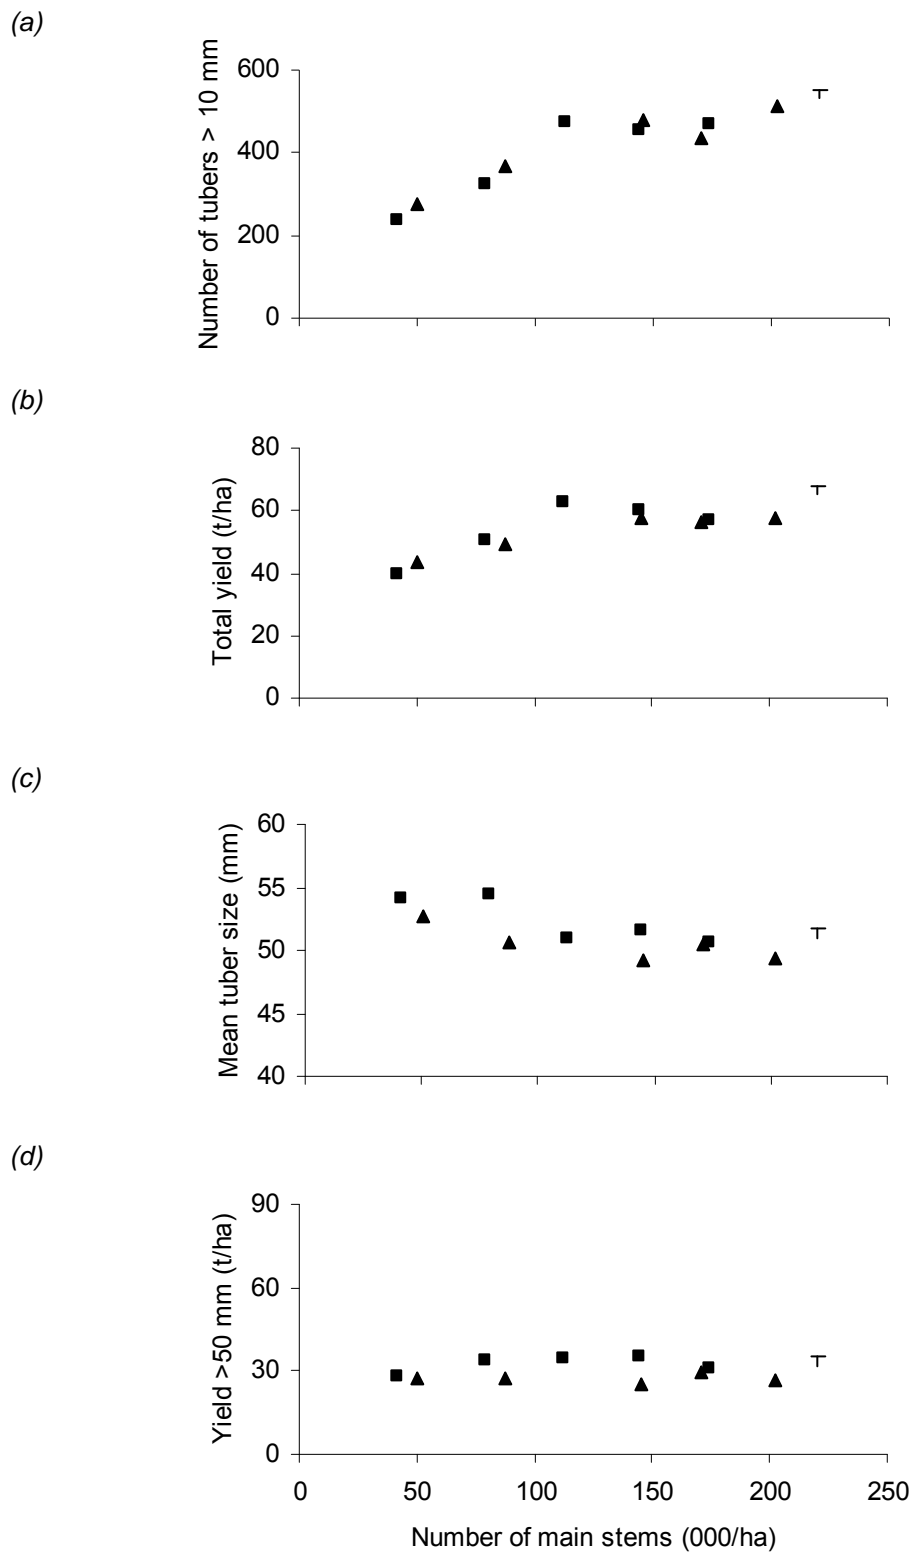 (a)
Number of tubers > 10 mm
600
400
200
0
(b)
Total yield (t/ha)
80
60
40
20
0
(c)
Mean tuber size (mm)
60
55
50
45
40
(d)
Yield >50 mm (t/ha)
90
60
30
0
0 50 100 150 200 250
Number of main stems (000/ha)